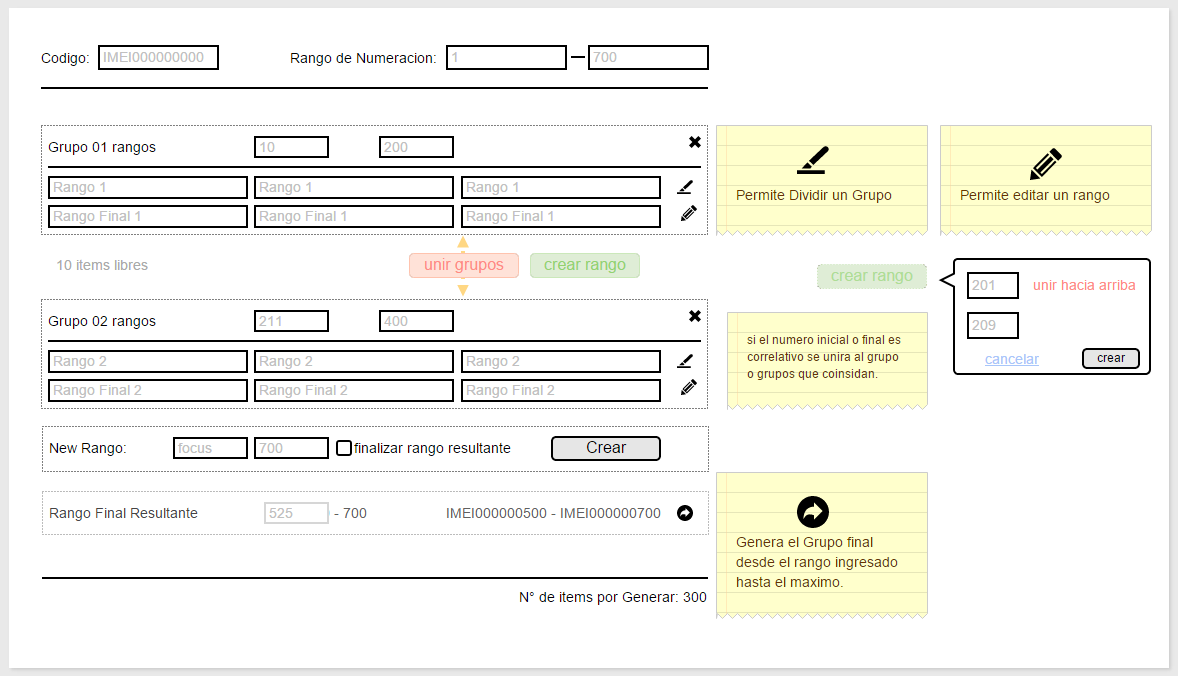 Codigo: IMEI000000000 Rango de Numeracion: 1 — 700
Grupo 01 rangos 10 200
Rango 1 Rango 1 Rango 1
Rango Final 1 Rango Final 1 Rango Final 1
Permite Dividir un Grupo
Permite editar un rango
10 items libres unir grupos crear rango
crear rango
201 unir hacia arriba
209
cancelar crear
Grupo 02 rangos 211 400
Rango 2 Rango 2 Rango 2
Rango Final 2 Rango Final 2 Rango Final 2
si el numero inicial o final es
correlativo se unira al grupo
o grupos que coinsidan.
New Rango: focus 700 finalizar rango resultante Crear
Rango Final Resultante 525 - 700 IMEI000000500 - IMEI000000700
Genera el Grupo final
desde el rango ingresado
hasta el maximo.
N° de items por Generar: 300